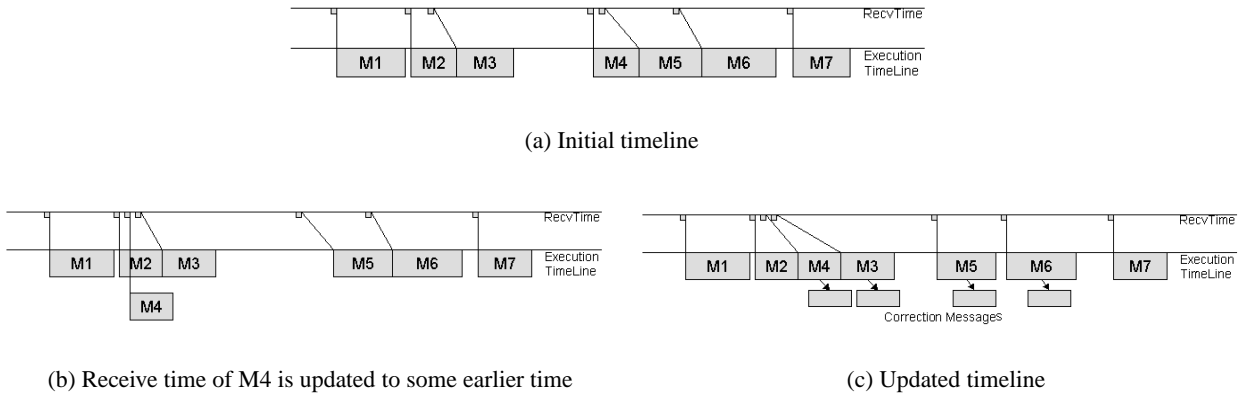 RecvTime
M1 M2 M3 M4 M5 M6 M7 Execution
TimeLine
(a) Initial timeline
RecvTime
M1 M2 M3 M5 M6 M7 Execution
TimeLine
M4
(b) Receive time of M4 is updated to some earlier time
RecvTime
M1 M2 M4 M3 M5 M6 M7 Execution
TimeLine
Correction Messages
(c) Updated timeline